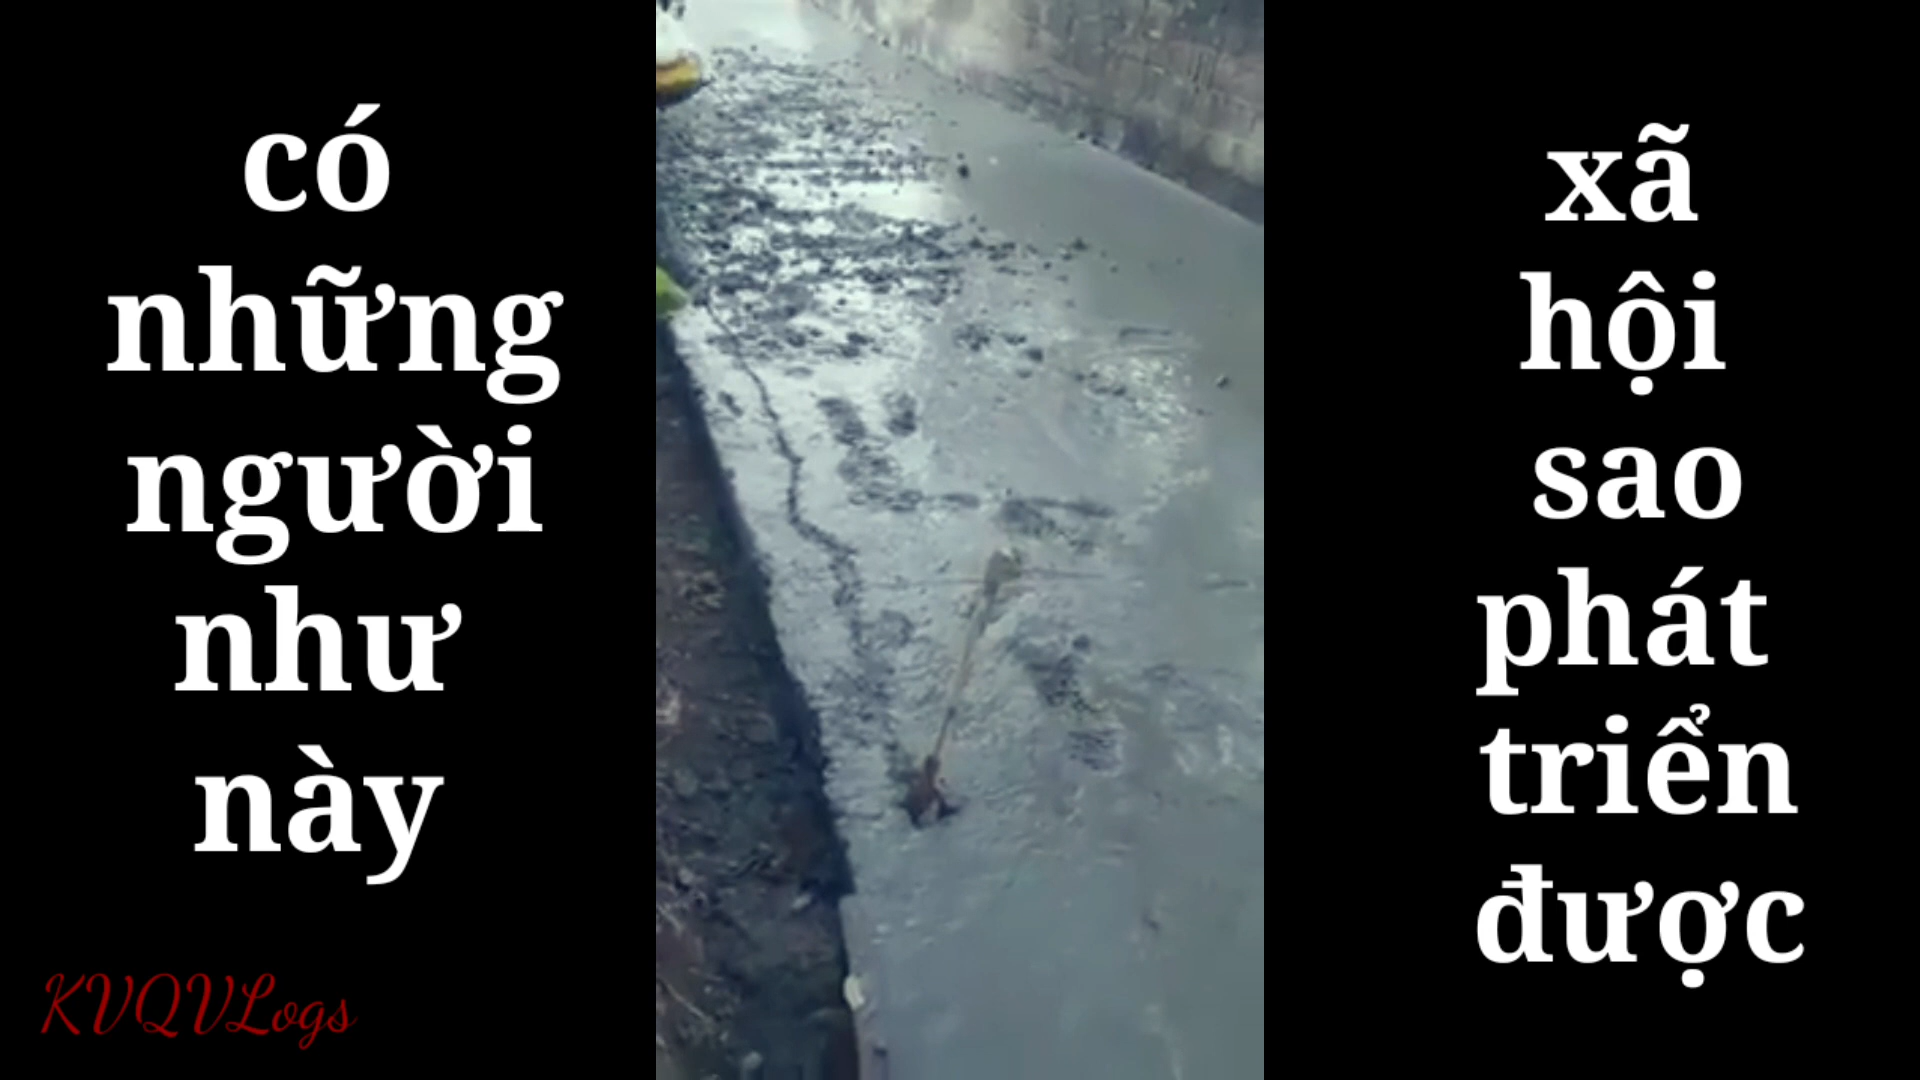 có
những
người
như
này
KVQVLogs
xã
hội
sao
phát
triển
được